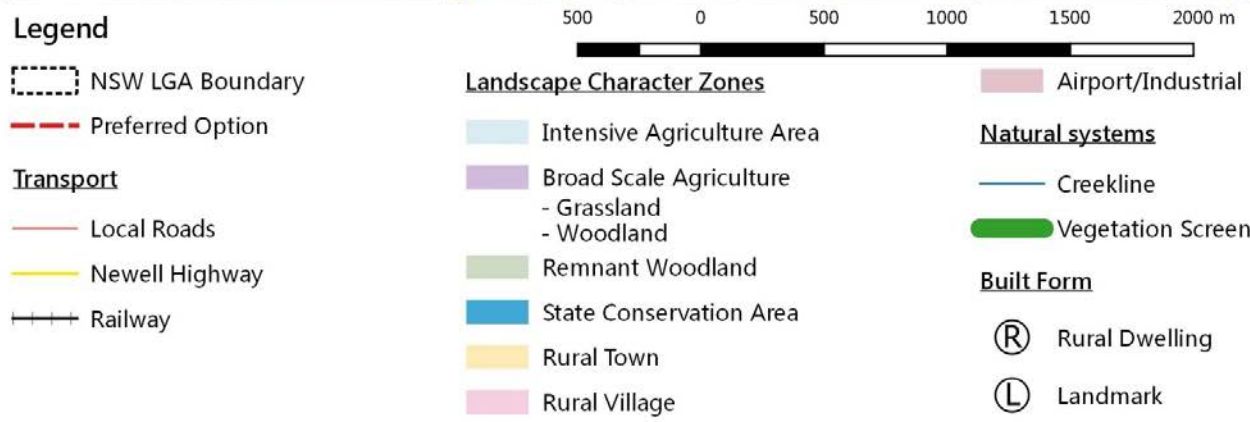 500 0 500 1000 1500 2000 m
Legend
NSW LGA Boundary
Preferred Option
Transport
Local Roads
Newell Highway
Railway
Landscape Character Zones
Intensive Agriculture Area
Broad Scale Agriculture
- Grassland
- Woodland
Remnant Woodland
State Conservation Area
Rural Town
Rural Village
Airport/Industrial
Natural systems
Creekline
Vegetation Screen
Built Form
R Rural Dwelling
L Landmark